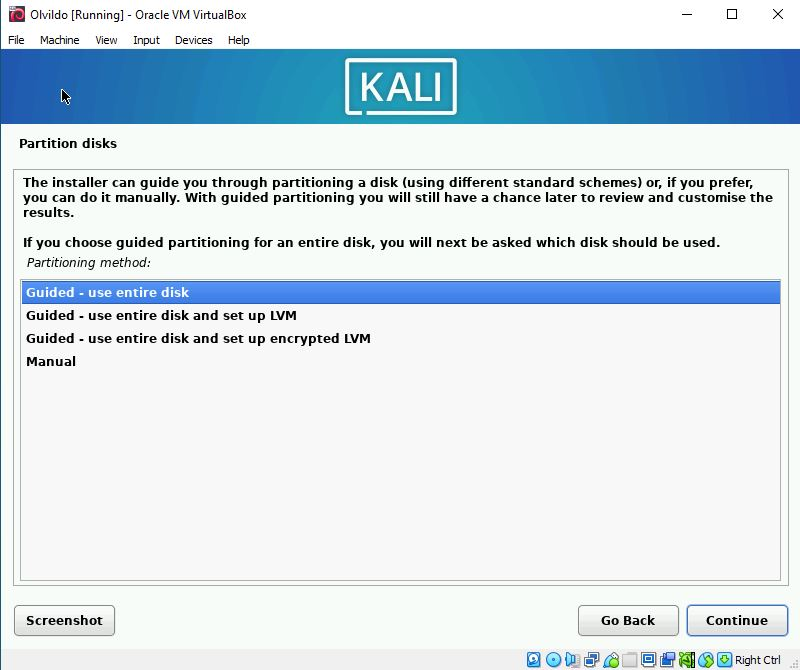 Olvildo [Running] - Oracle VM VirtualBox
File Machine View Input Devices Help
KALI
Partition disks
The installer can guide you through partitioning a disk (using different standard schemes) or, if you prefer,
you can do it manually. With guided partitioning you will still have a chance later to review and customise the
results.
If you choose guided partitioning for an entire disk, you will next be asked which disk should be used.
Partitioning method:
Guided - use entire disk
Guided - use entire disk and set up LVM
Guided - use entire disk and set up encrypted LVM
Manual
Screenshot Go Back Continue
Right Ctrl